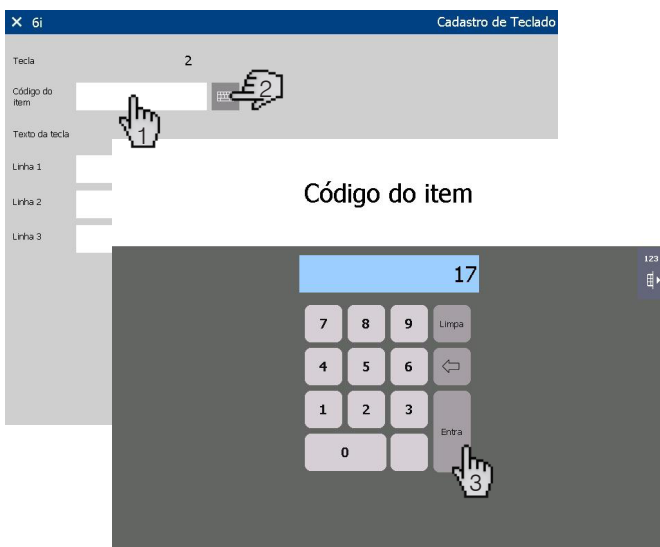 6i Cadastro de Teclado
Tecla 2
Código do
item
2
1
Texto da tecla
Linha 1
Linha 2
Linha 3
Código do item
17
123
7 8 9 Limpa
4 5 6
1 2 3
Entra
0
3